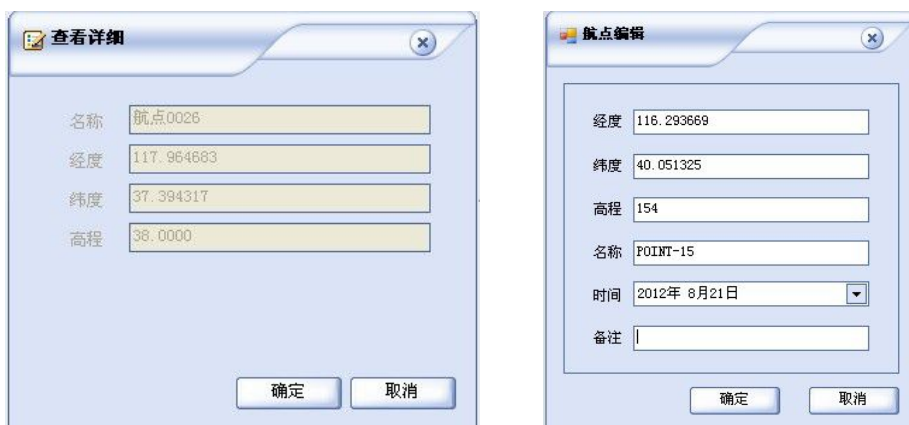 查看详细
名称 航点0026
经度 117.964683
纬度 37.394317
高程 38.0000
确定 取消
航点编辑
经度 116.293669
纬度 40.051325
高程 154
名称 POINT-15
时间 2012年 8月21日
备注
确定 取消